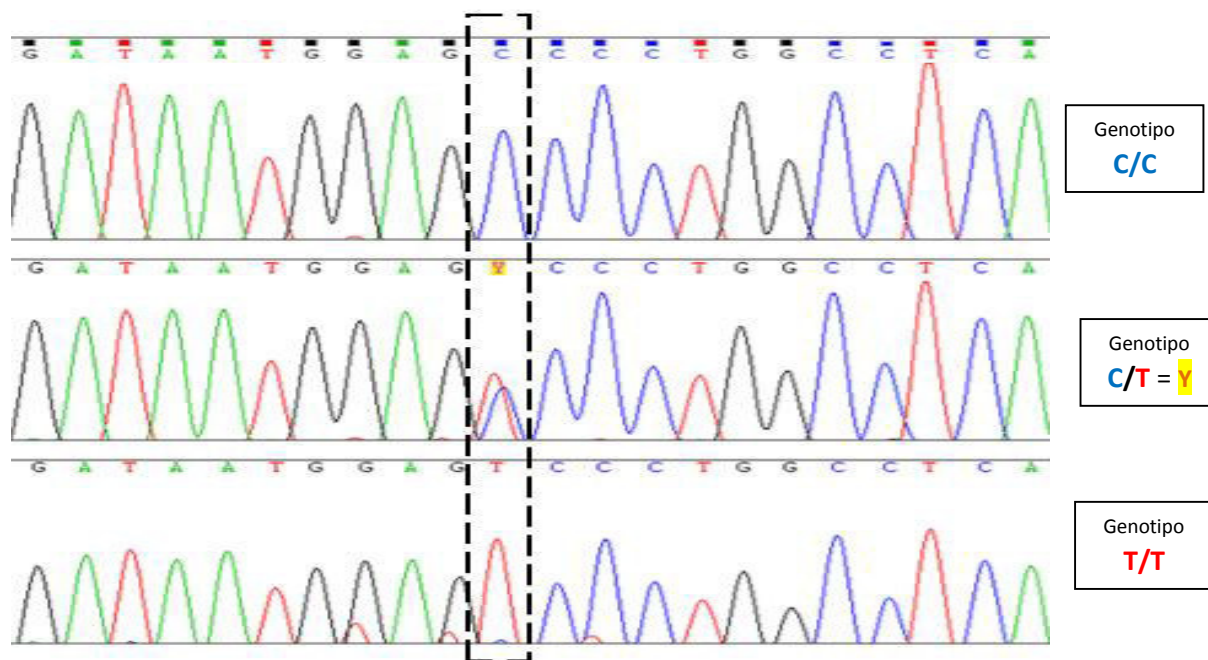 G A T A A T G G A G C C C C T G G C C T C A
Genotipo
C/C
G A T A A T G G A G Y C C C T G G C C T C A
Genotipo
C/T = Y
G A T A A T G G A G T C C C T G G C C T C A
Genotipo
T/T